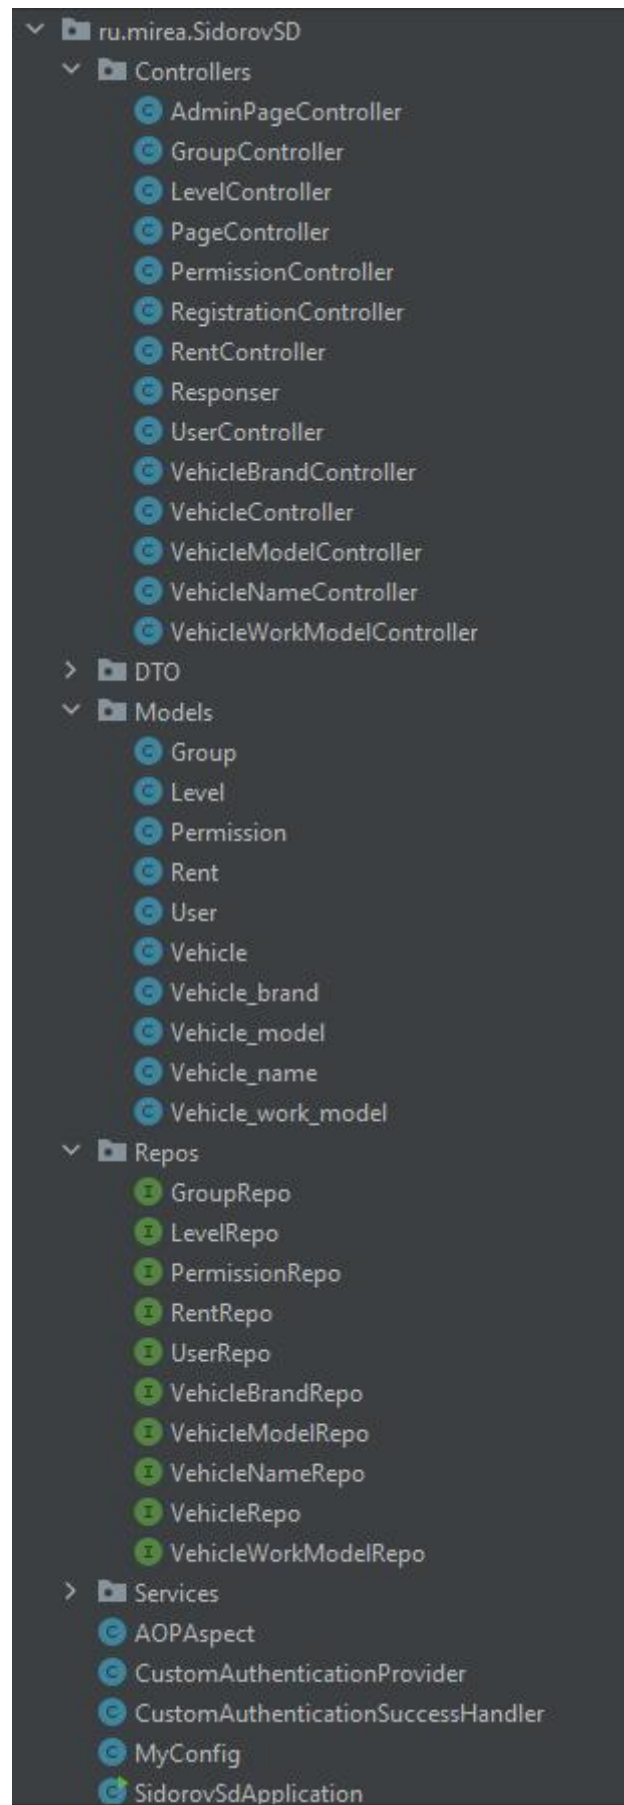 ru.mirea.SidorovSD
Controllers
AdminPageController
GroupController
LevelController
PageController
PermissionController
RegistrationController
RentController
Responser
UserController
VehicleBrandController
VehicleController
VehicleModelController
VehicleNameController
VehicleWorkModelController
DTO
Models
Group
Level
Permission
Rent
User
Vehicle
Vehicle_brand
Vehicle_model
Vehicle_name
Vehicle_work_model
Repos
GroupRepo
LevelRepo
PermissionRepo
RentRepo
UserRepo
VehicleBrandRepo
VehicleModelRepo
VehicleNameRepo
VehicleRepo
VehicleWorkModelRepo
Services
AOPAspect
CustomAuthenticationProvider
CustomAuthenticationSuccessHandler
MyConfig
SidorovSdApplication